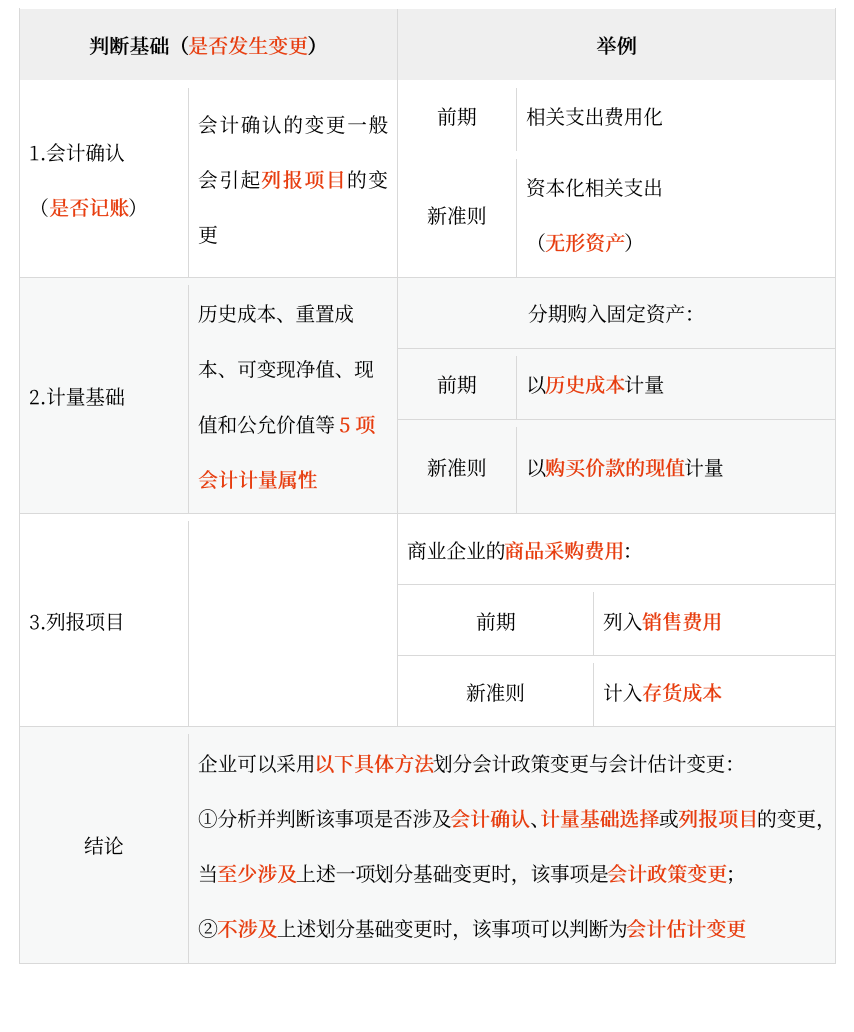 判断基础（是否发生变更）
举例
1.会计确认
（是否记账）
会计确认的变更一般
会引起列报项目的变
更
前期
相关支出费用化
新准则
资本化相关支出
（无形资产）
2.计量基础
历史成本、重置成
本、可变现净值、现
值和公允价值等 5 项
会计计量属性
分期购入固定资产：
前期
以历史成本计量
新准则
以购买价款的现值计量
3.列报项目
商业企业的商品采购费用：
前期
列入销售费用
新准则
计入存货成本
结论
企业可以采用以下具体方法划分会计政策变更与会计估计变更：
①分析并判断该事项是否涉及会计确认、计量基础选择或列报项目的变更，
当至少涉及上述一项划分基础变更时，该事项是会计政策变更；
②不涉及上述划分基础变更时，该事项可以判断为会计估计变更